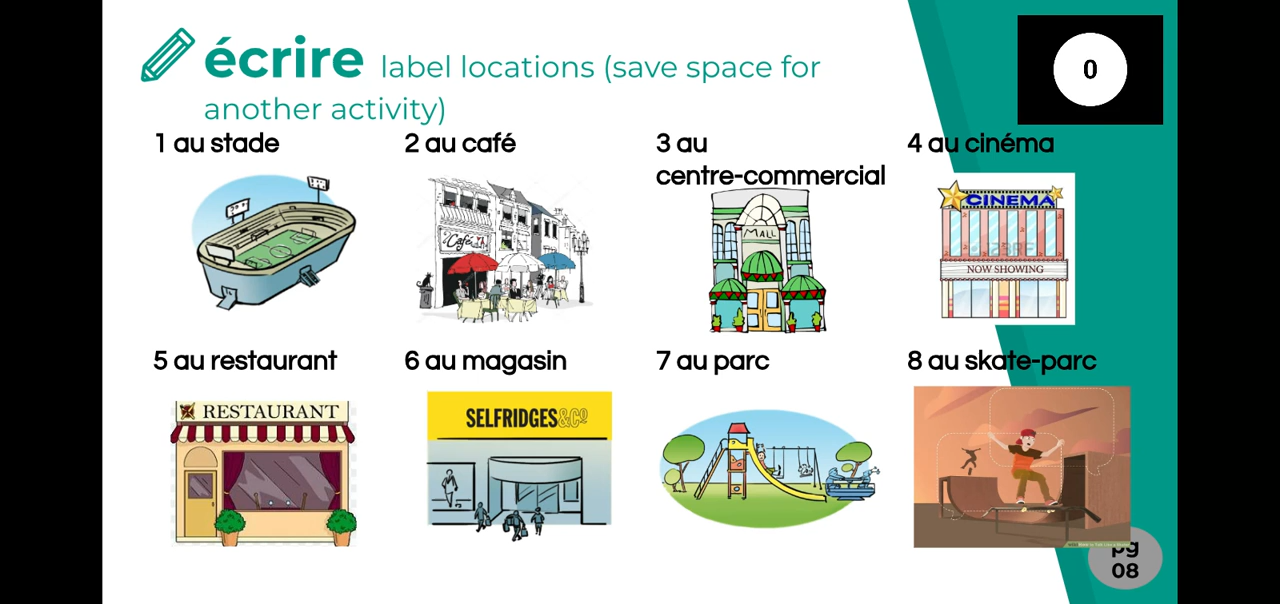 écrire label locations (save space for
another activity)
0
1 au stade
2 au café
3 au
centre-commercial
4 au cinéma
Café
MALL
CINEMA
NOW SHOWING
5 au restaurant
6 au magasin
7 au parc
8 au skate-parc
RESTAURANT
SELFRIDGES&Co
pg
08